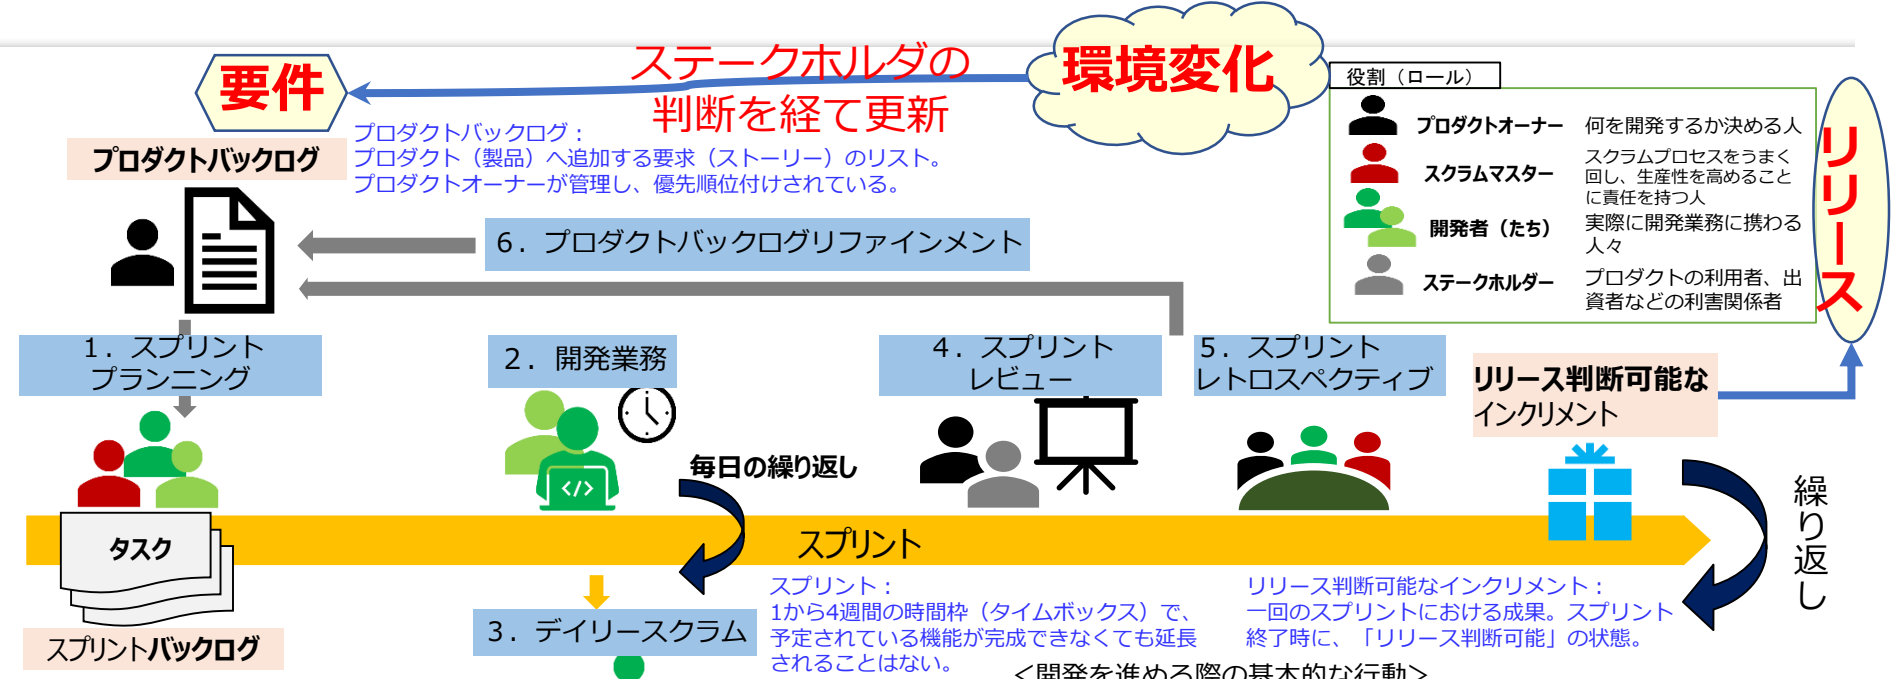 要件
ステークホルダの
判断を経て更新
環境変化
役割（ロール）
プロダクトオーナー 何を開発するか決める人
スクラムマスター スクラムプロセスをうまく
回し、生産性を高めること
に責任を持つ人
開発者（たち） 実際に開発業務に携わる
人々
ステークホルダー プロダクトの利用者、出
資者などの利害関係者
リリース
プロダクトバックログ
プロダクトバックログ：
プロダクト（製品）へ追加する要求（ストーリー）のリスト。
プロダクトオーナーが管理し、優先順位付けされている。
６．プロダクトバックログリファインメント
１．スプリント
プランニング
２．開発業務
４．スプリント
レビュー
５．スプリント
レトロスペクティブ
リリース判断可能な
インクリメント
</>
毎日の繰り返し
繰り返し
タスク
スプリント
スプリントバックログ
３．デイリースクラム
スプリント：
1から4週間の時間枠（タイムボックス）で、
予定されている機能が完成できなくても延長
されることはない。
リリース判断可能なインクリメント：
一回のスプリントにおける成果。スプリント
終了時に、「リリース判断可能」の状態。
＜開発を進める際の基本的な行動＞